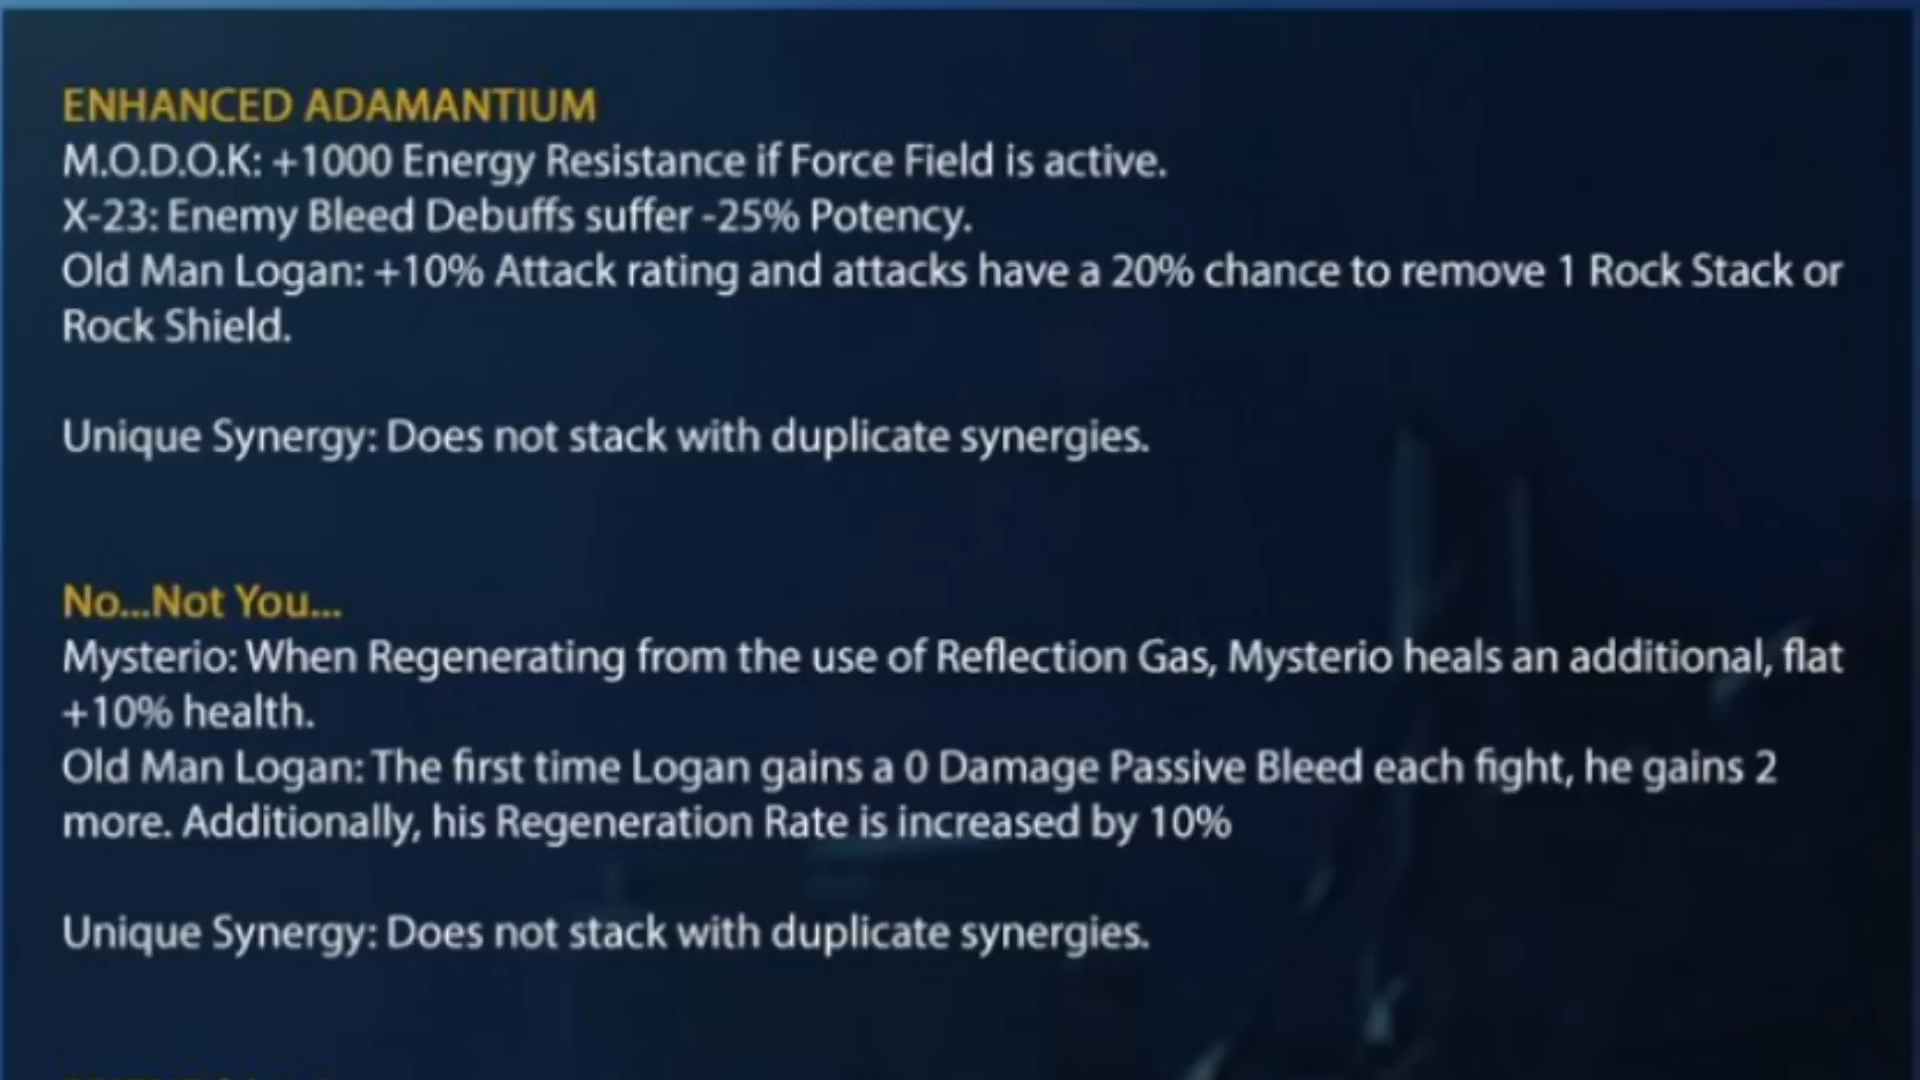 ENHANCED ADAMANTIUM
M.O.D.O.K: +1000 Energy Resistance if Force Field is active.
X-23: Enemy Bleed Debuffs suffer -25% Potency.
Old Man Logan: +10% Attack rating and attacks have a 20% chance to remove 1 Rock Stack or
Rock Shield.
Unique Synergy: Does not stack with duplicate synergies.
No...Not You...
Mysterio: When Regenerating from the use of Reflection Gas, Mysterio heals an additional, flat
+10% health.
Old Man Logan: The first time Logan gains a 0 Damage Passive Bleed each fight, he gains 2
more. Additionally, his Regeneration Rate is increased by 10%
Unique Synergy: Does not stack with duplicate synergies.